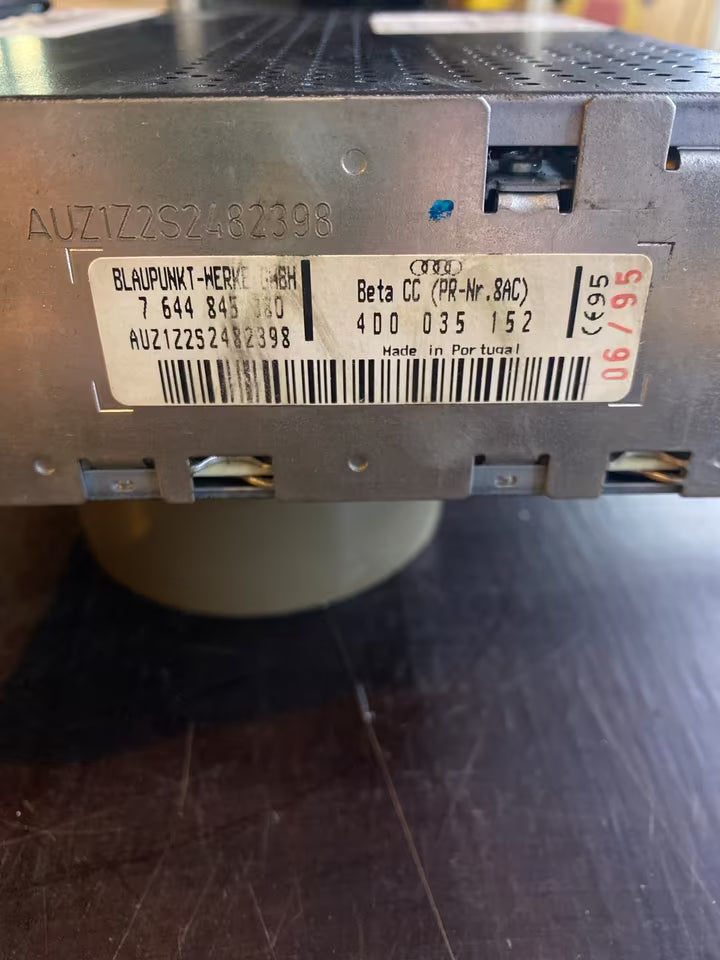 AUZ1Z2S2482398
BLAUPUNKT-WERKE GMBH
7 644 845
AUZ1Z2S2482398
Beta CC (PR-Nr.8AC)
4D0 035 152
Made in Portugal
CE95
06/95